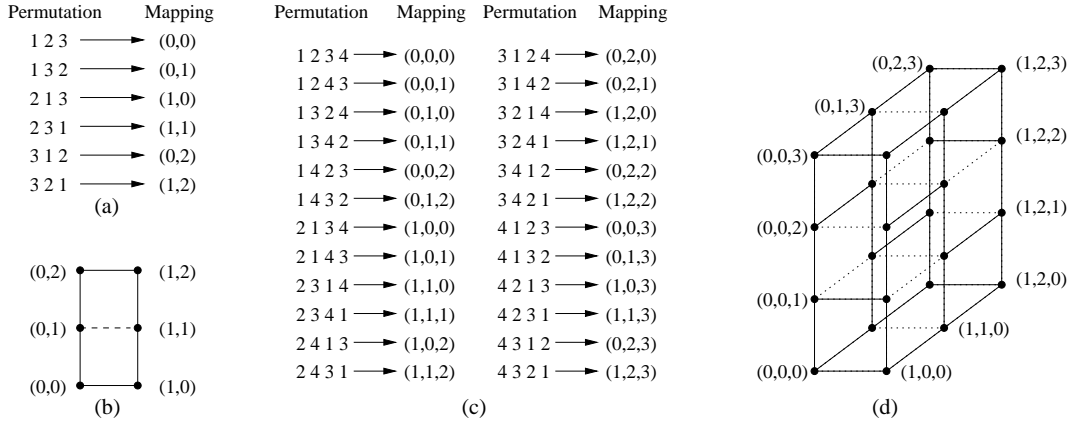 Permutation Mapping
1 2 3 (0,0)
1 3 2 (0,1)
2 1 3 (1,0)
2 3 1 (1,1)
3 1 2 (0,2)
3 2 1 (1,2)
(a)
(0,2) (1,2)
(0,1) (1,1)
(0,0) (1,0)
(b)
Permutation Mapping Permutation Mapping
1 2 3 4 (0,0,0) 3 1 2 4 (0,2,0)
1 2 4 3 (0,0,1) 3 1 4 2 (0,2,1)
1 3 2 4 (0,1,0) 3 2 1 4 (1,2,0)
1 3 4 2 (0,1,1) 3 2 4 1 (1,2,1)
1 4 2 3 (0,0,2) 3 4 1 2 (0,2,2)
1 4 3 2 (0,1,2) 3 4 2 1 (1,2,2)
2 1 3 4 (1,0,0) 4 1 2 3 (0,0,3)
2 1 4 3 (1,0,1) 4 1 3 2 (0,1,3)
2 3 1 4 (1,1,0) 4 2 1 3 (1,0,3)
2 3 4 1 (1,1,1) 4 2 3 1 (1,1,3)
2 4 1 3 (1,0,2) 4 3 1 2 (0,2,3)
2 4 3 1 (1,1,2) 4 3 2 1 (1,2,3)
(c)
(0,2,3) (1,2,3)
(0,1,3)
(1,2,2)
(0,0,3)
(1,2,1)
(0,0,2)
(1,2,0)
(0,0,1)
(1,1,0)
(0,0,0) (1,0,0)
(d)